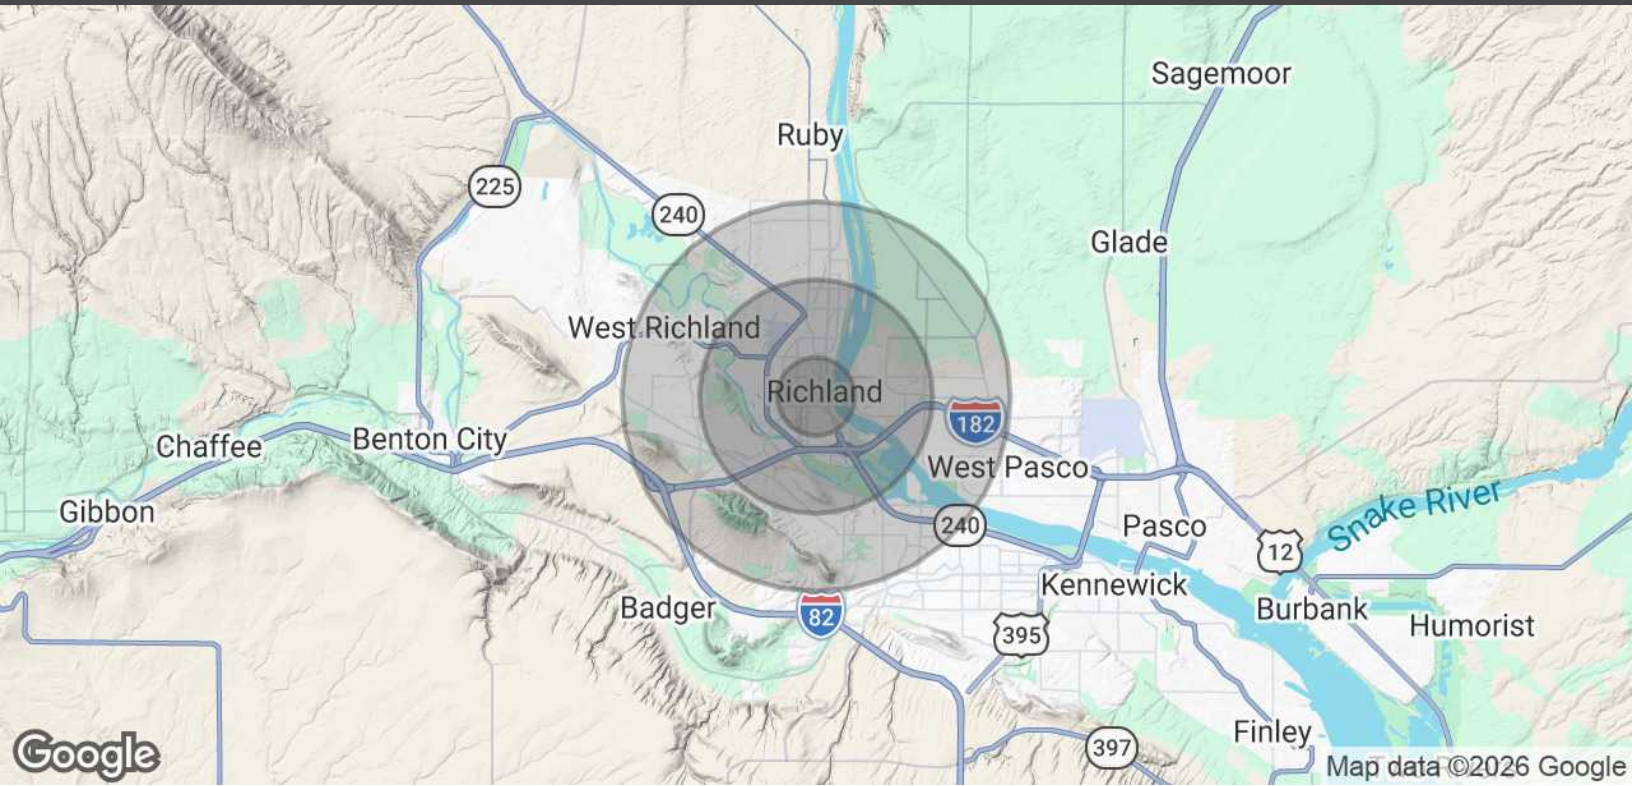 Sagemoor
Ruby
225
240
Glade
West Richland
Richland
182
Chaffee
Benton City
West Pasco
Gibbon
Snake River
240
Pasco
12
Kennewick
Badger
82
Burbank
395
Humorist
Finley
397
Google
Map data ©2026 Google